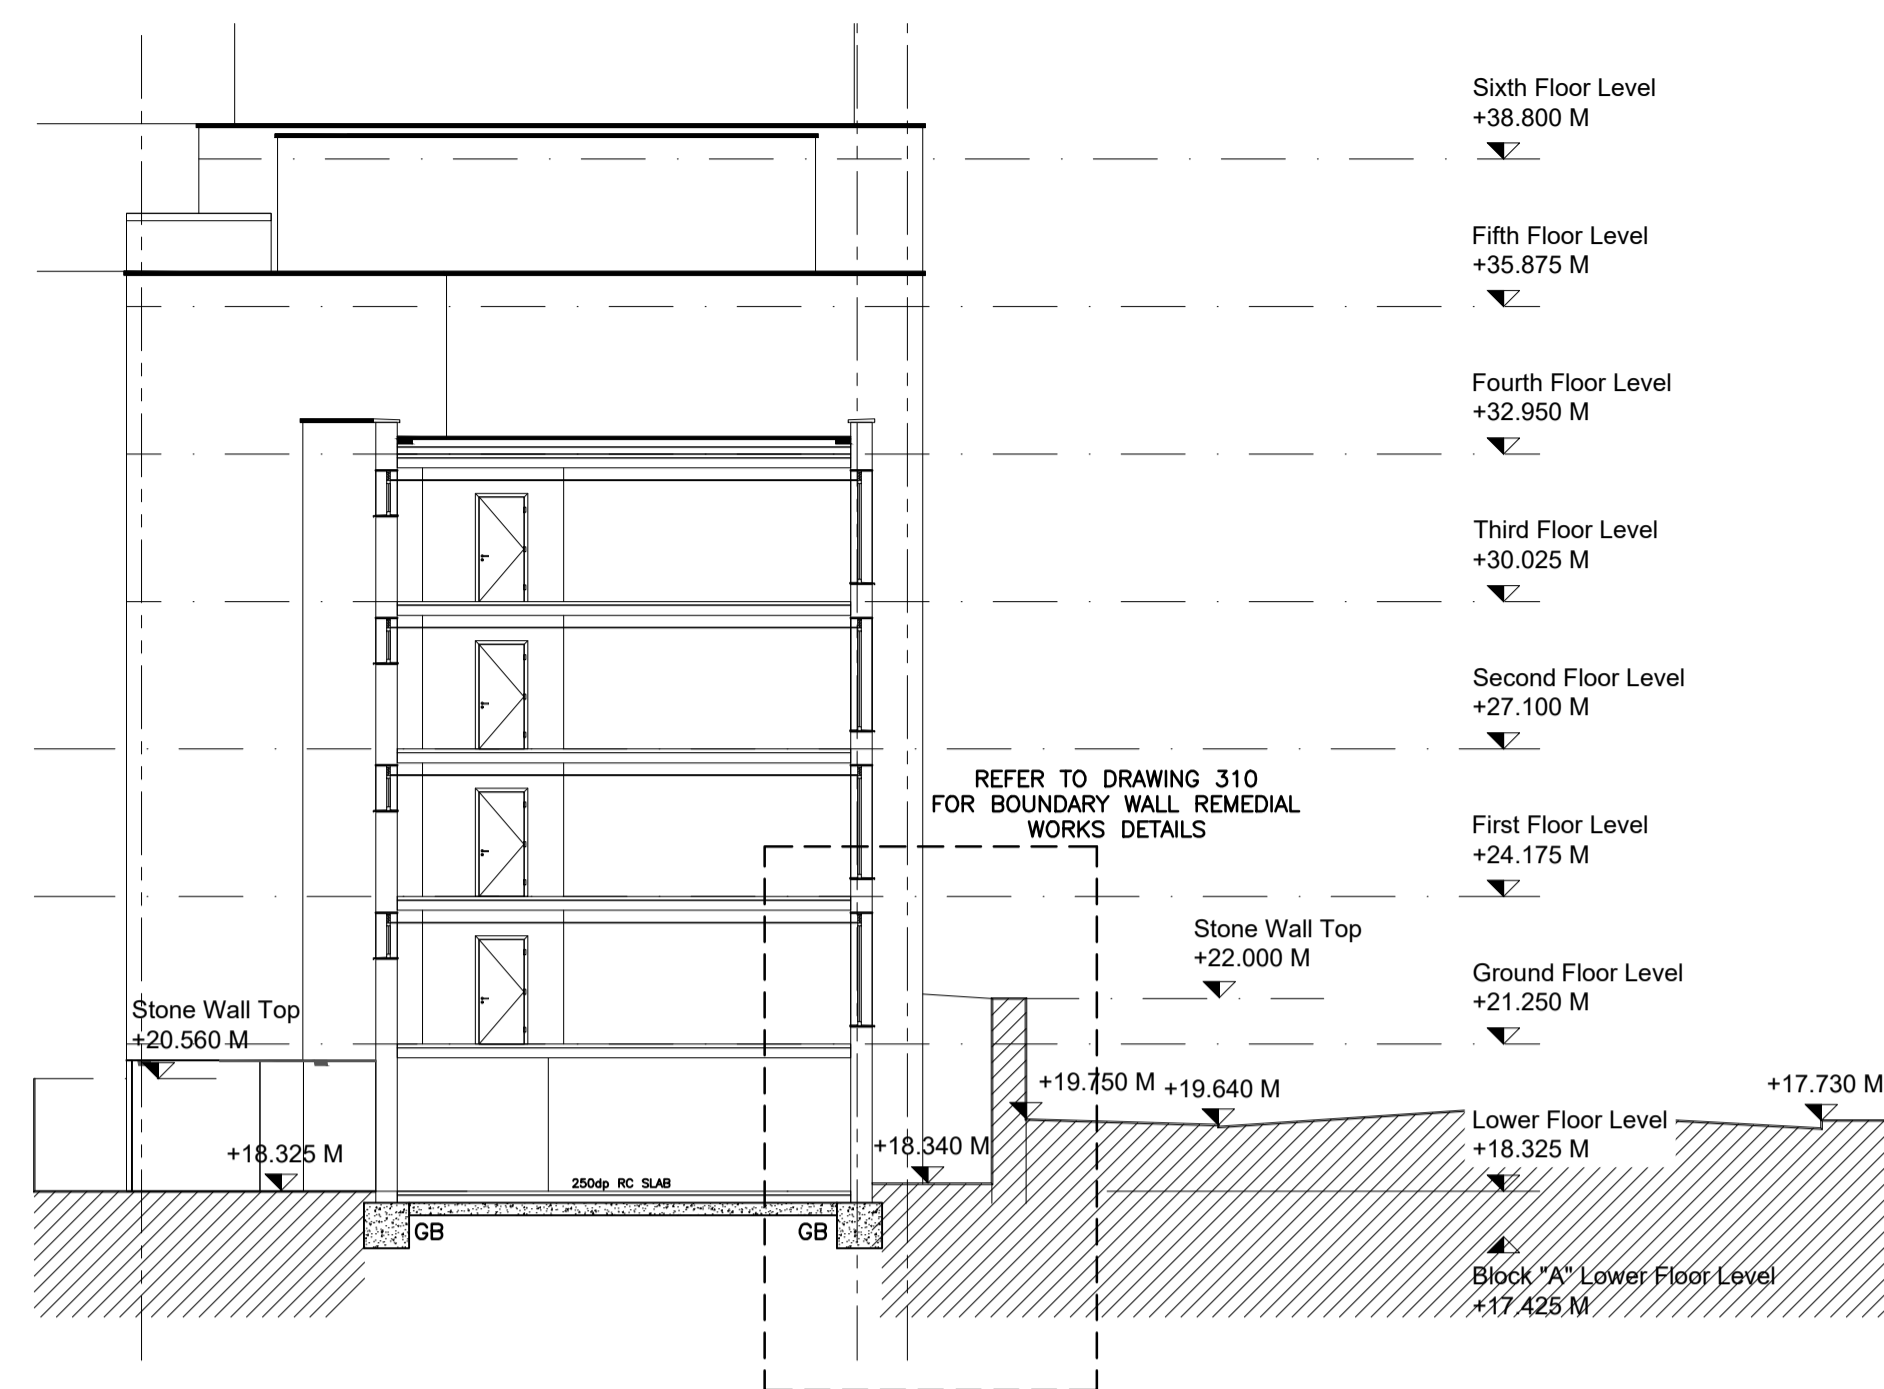 Sixth Floor Level
+38.800 M
Fifth Floor Level
+35.875 M
Fourth Floor Level
+32.950 M
Third Floor Level
+30.025 M
Second Floor Level
+27.100 M
REFER TO DRAWING 310
FOR BOUNDARY WALL REMEDIAL
WORKS DETAILS
First Floor Level
+24.175 M
Stone Wall Top
+22.000 M
Ground Floor Level
+21.250 M
Stone Wall Top
+20.560 M
+19.750 M
+19.640 M
+17.730 M
Lower Floor Level
+18.325 M
+18.325 M
+18.340 M
250dp RC SLAB
GB
GB
Block "A" Lower Floor Level
+17.425 M